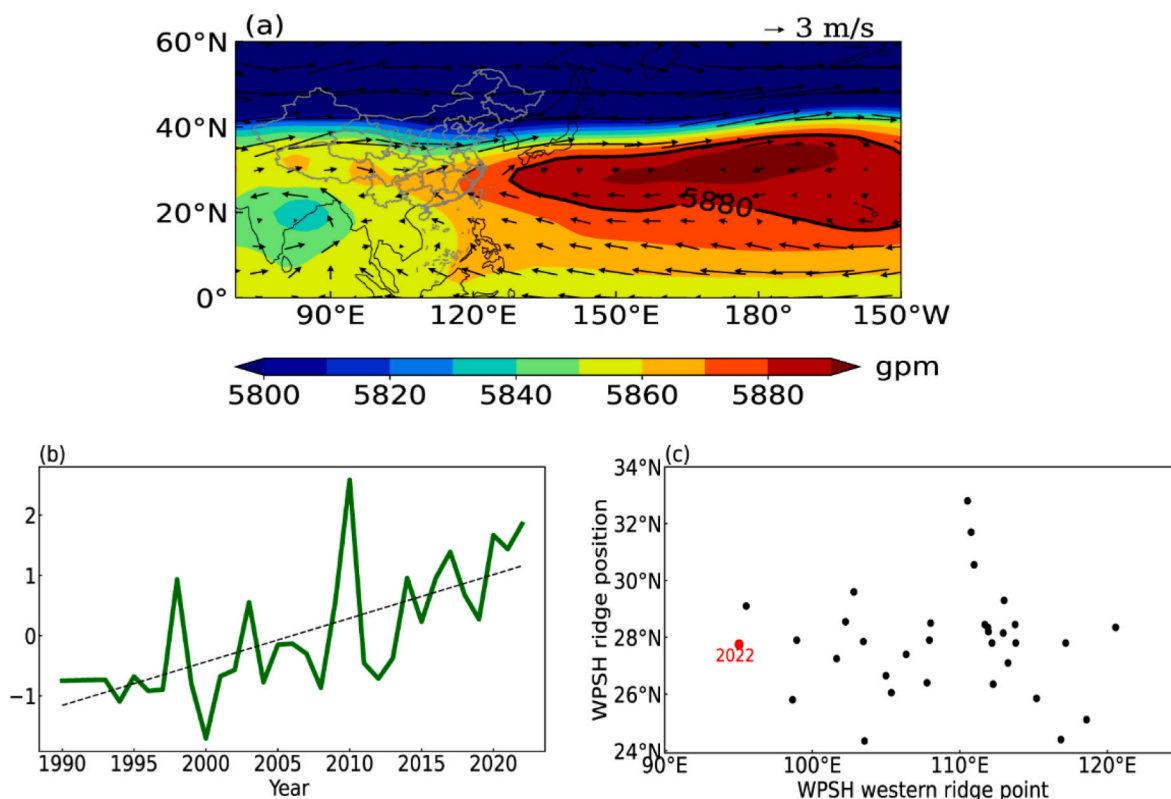 (a)
→ 3 m/s
60°N
40°N
20°N
0°
5880
90°E 120°E 150°E 180° 150°W
gpm
5800 5820 5840 5860 5880
(b)
2
1
0
−1
1990 1995 2000 2005 2010 2015 2020
Year
(c)
34°N
32°N
30°N
28°N
26°N
24°N
WPSH ridge position
2022
90°E 100°E 110°E 120°E
WPSH western ridge point